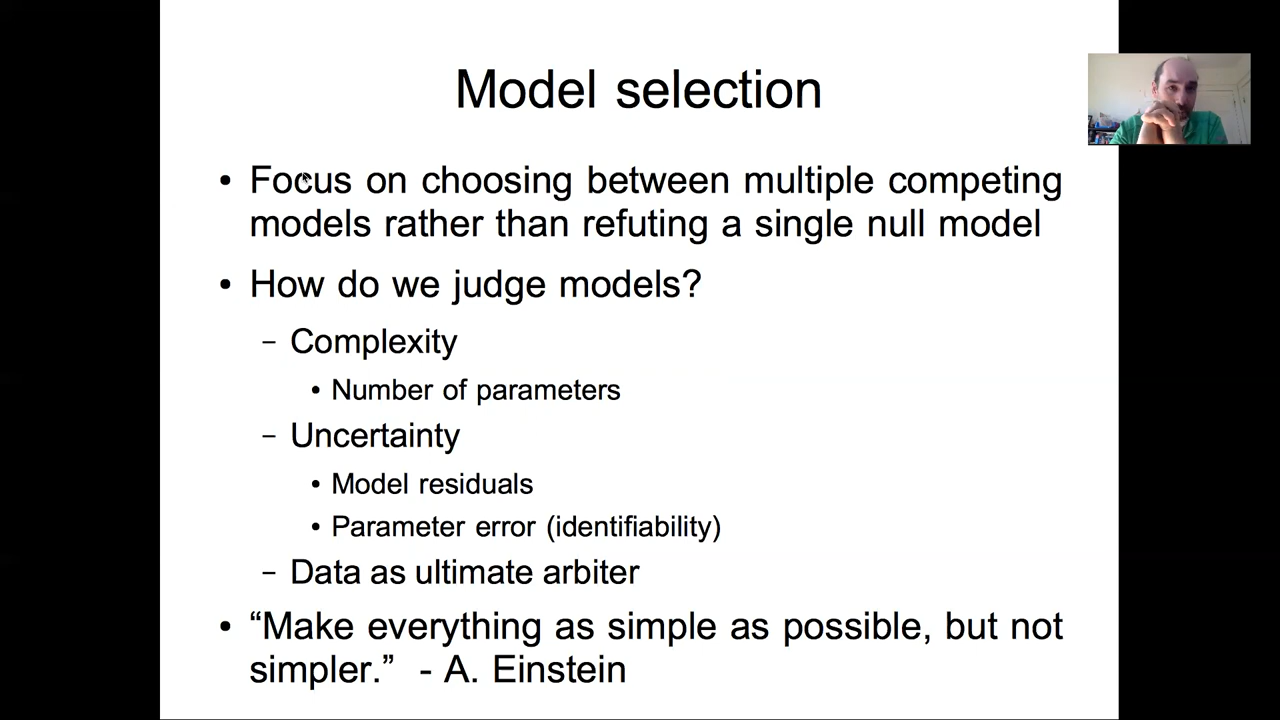 Model selection
• Focus on choosing between multiple competing
models rather than refuting a single null model
• How do we judge models?
– Complexity
• Number of parameters
– Uncertainty
• Model residuals
• Parameter error (identifiability)
– Data as ultimate arbiter
• “Make everything as simple as possible, but not
simpler.” - A. Einstein